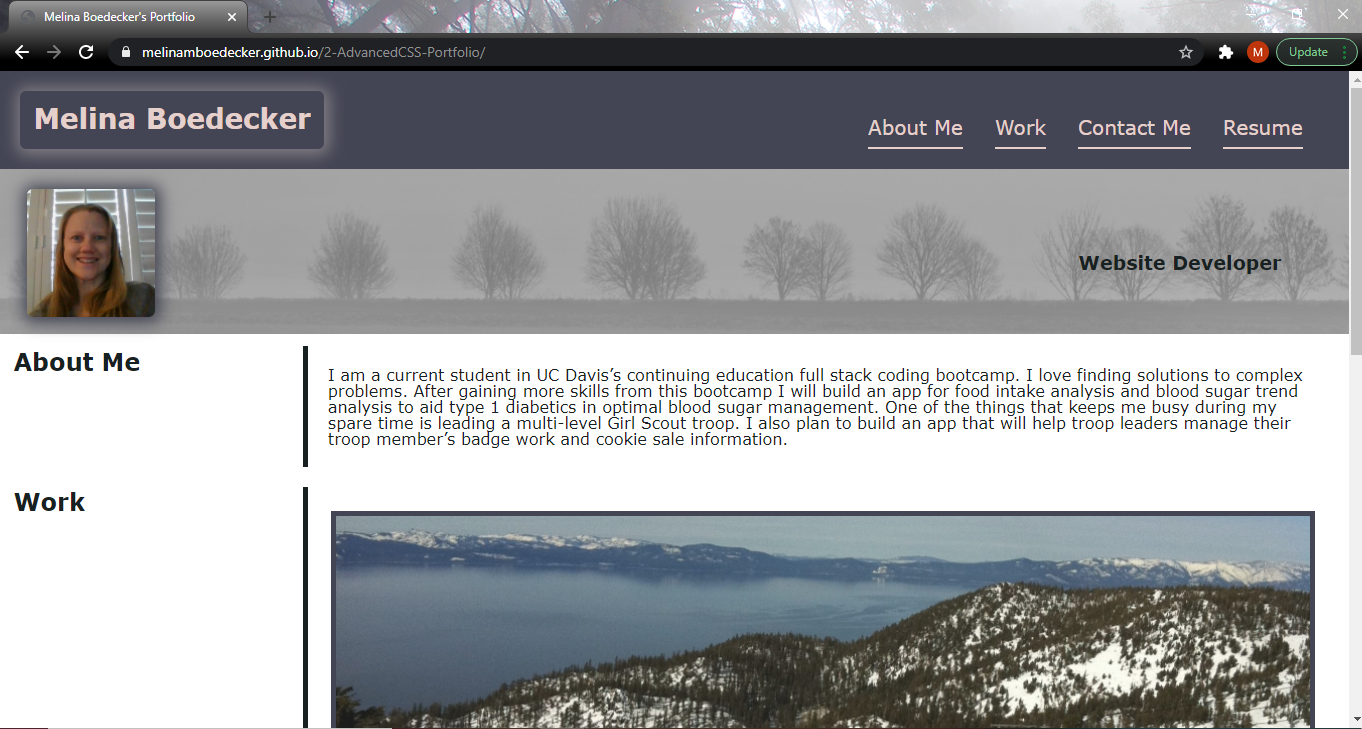 Melina Boedecker's Portfolio
melinamboedecker.github.io/2-AdvancedCSS-Portfolio/
M
Update
Melina Boedecker
About Me Work Contact Me Resume
Website Developer
About Me
I am a current student in UC Davis’s continuing education full stack coding bootcamp. I love finding solutions to complex
problems. After gaining more skills from this bootcamp I will build an app for food intake analysis and blood sugar trend
analysis to aid type 1 diabetics in optimal blood sugar management. One of the things that keeps me busy during my
spare time is leading a multi-level Girl Scout troop. I also plan to build an app that will help troop leaders manage their
troop member’s badge work and cookie sale information.
Work